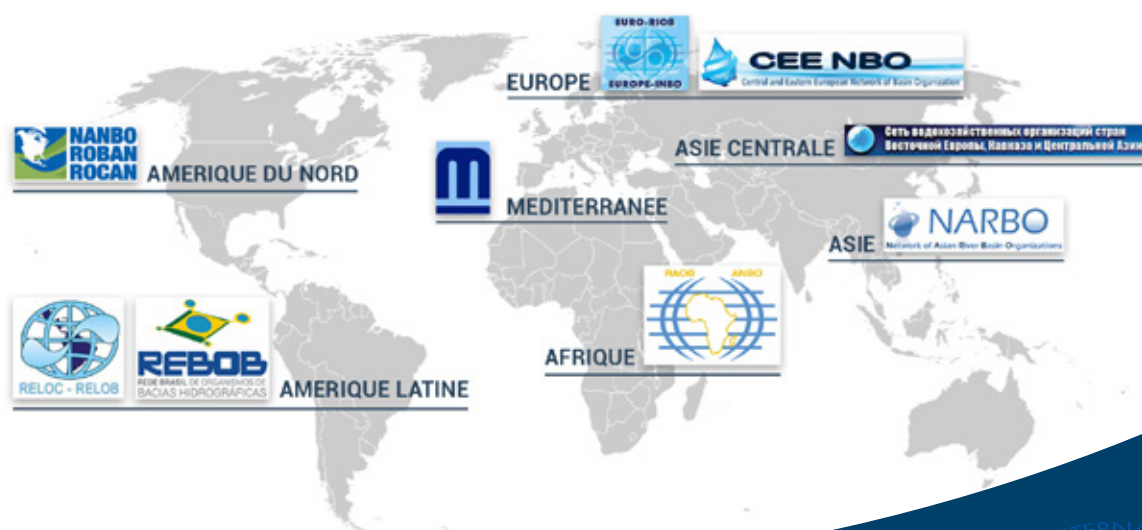 EURO-RIOB
EUROPE-INBO
EUROPE
CEE NBO
Central and Eastern European Network of Basin Organization
NANBO
ROBAN
ROCAN
AMERIQUE DU NORD
MEDITERRANEE
ASIE CENTRALE
Сеть водохозяйственных организаций стран
Восточной Европы, Кавказа и Центральной Азии
ASIE
NARBO
Network of Asian River Basin Organizations
RAOB ANBO
AFRIQUE
RELOC - RELOB
REBOB
REDE BRASIL DE ORGANISMOS DE
BACIAS HIDROGRÁFICAS
AMERIQUE LATINE